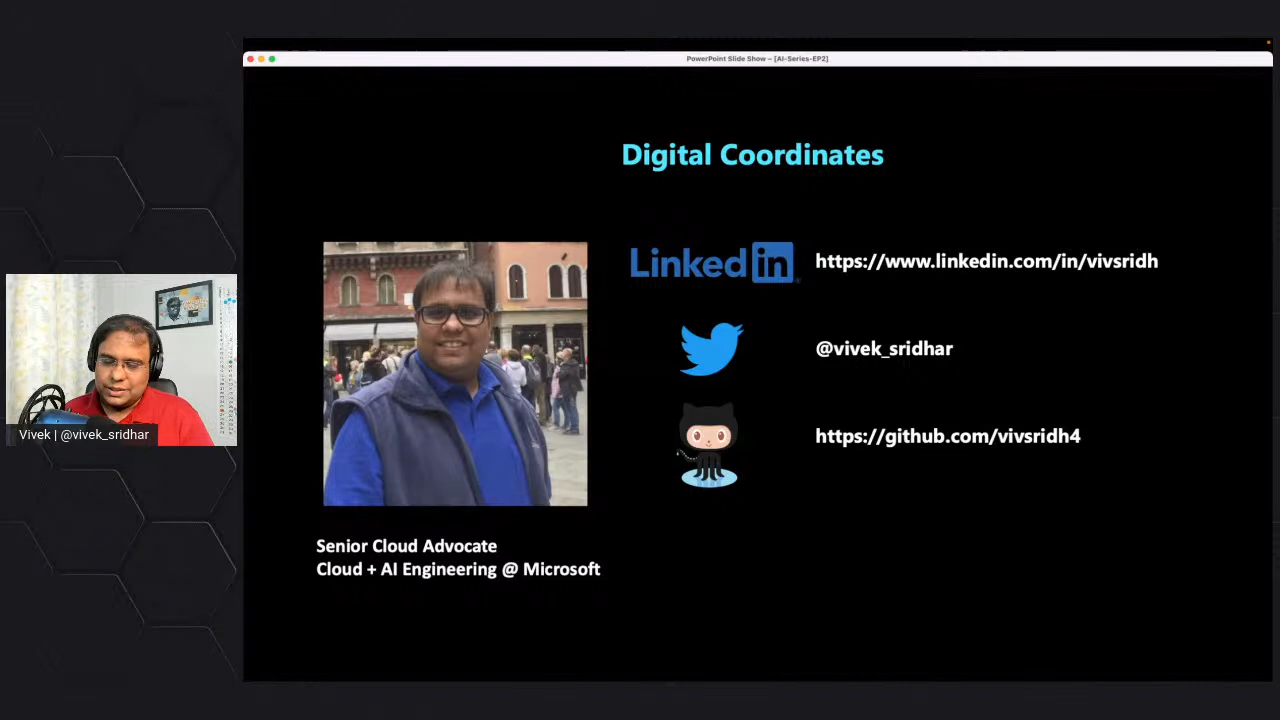 PowerPoint Slide Show – [AI-Series-EP2]
Digital Coordinates
LinkedIn
https://www.linkedin.com/in/vivsridh
@vivek_sridhar
https://github.com/vivsridh4
Senior Cloud Advocate
Cloud + AI Engineering @ Microsoft
Vivek | @vivek_sridhar